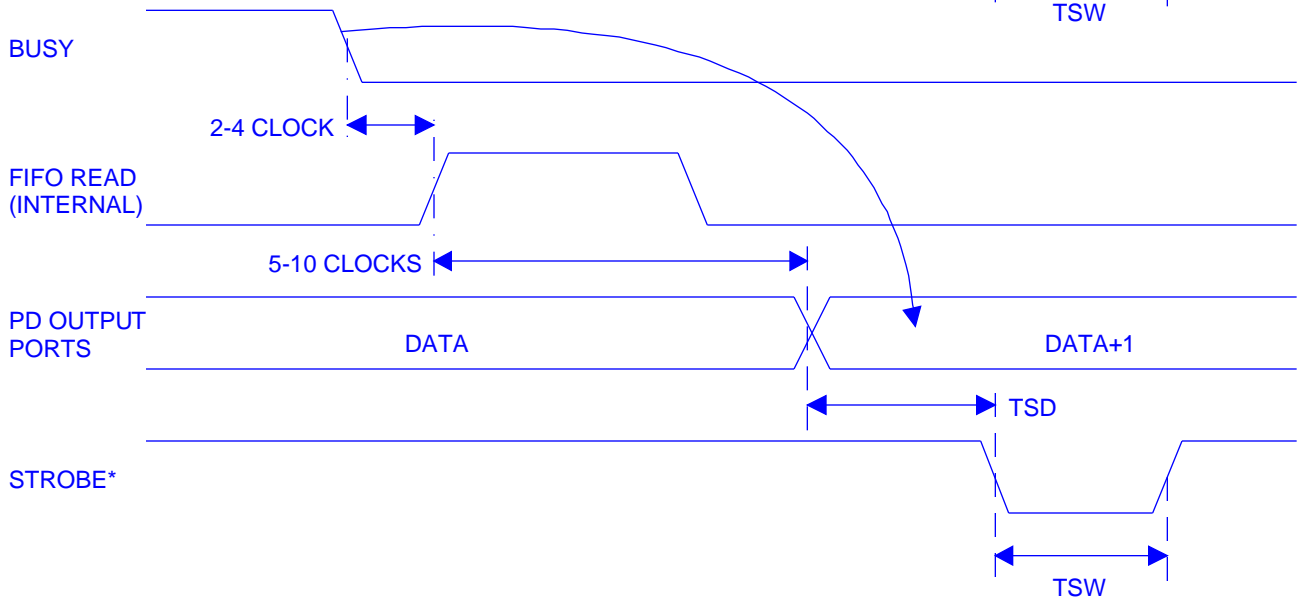 TSW
BUSY
2-4 CLOCK
FIFO READ
(INTERNAL)
5-10 CLOCKS
PD OUTPUT
PORTS
DATA
DATA+1
TSD
STROBE*
TSW